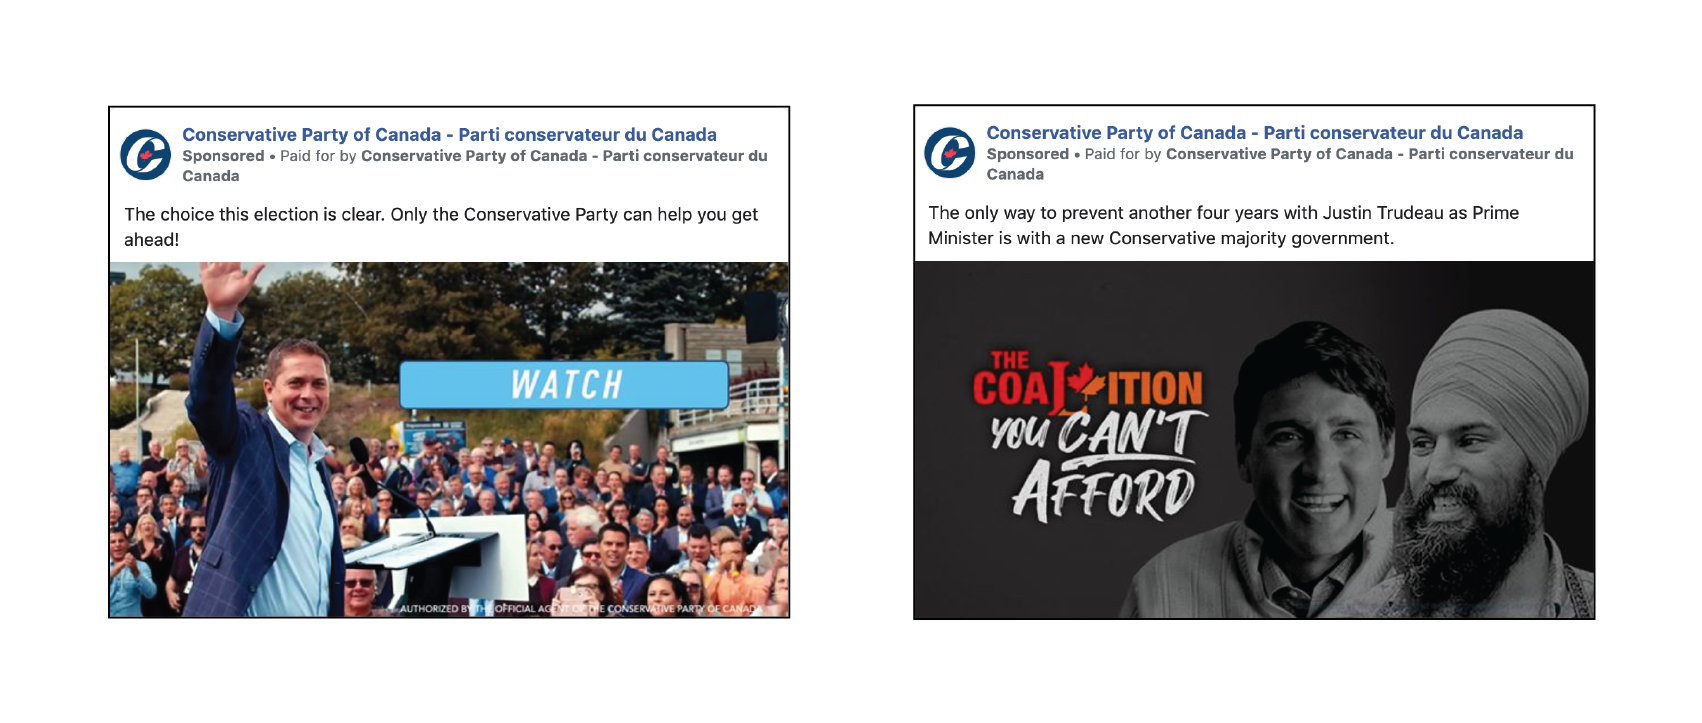 Conservative Party of Canada - Parti conservateur du Canada
Sponsored • Paid for by Conservative Party of Canada - Parti conservateur du
Canada
The choice this election is clear. Only the Conservative Party can help you get
ahead!
WATCH
AUTHORIZED BY THE OFFICIAL AGENT OF THE CONSERVATIVE PARTY OF CANADA
Conservative Party of Canada - Parti conservateur du Canada
Sponsored • Paid for by Conservative Party of Canada - Parti conservateur du
Canada
The only way to prevent another four years with Justin Trudeau as Prime
Minister is with a new Conservative majority government.
THE
COALITION
YOU CAN'T
AFFORD